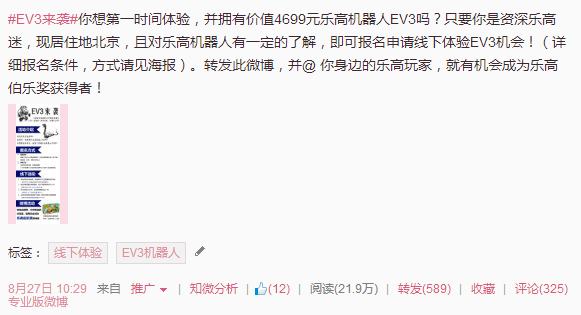 #EV3来袭#你想第一时间体验，并拥有价值4699元乐高机器人EV3吗？只要你是资深乐高
迷，现居住地北京，且对乐高机器人有一定的了解，即可报名申请线下体验EV3机会！（详
细报名条件，方式请见海报）。转发此微博，并@ 你身边的乐高玩家，就有机会成为乐高
伯乐奖获得者！
EV3来袭
活动介绍
线下活动
标签：线下体验 EV3机器人
8月27日 10:29 来自 推广 | 知微分析 | (12) | 阅读(21.9万) | 转发(589) | 收藏 | 评论(325)
专业版微博